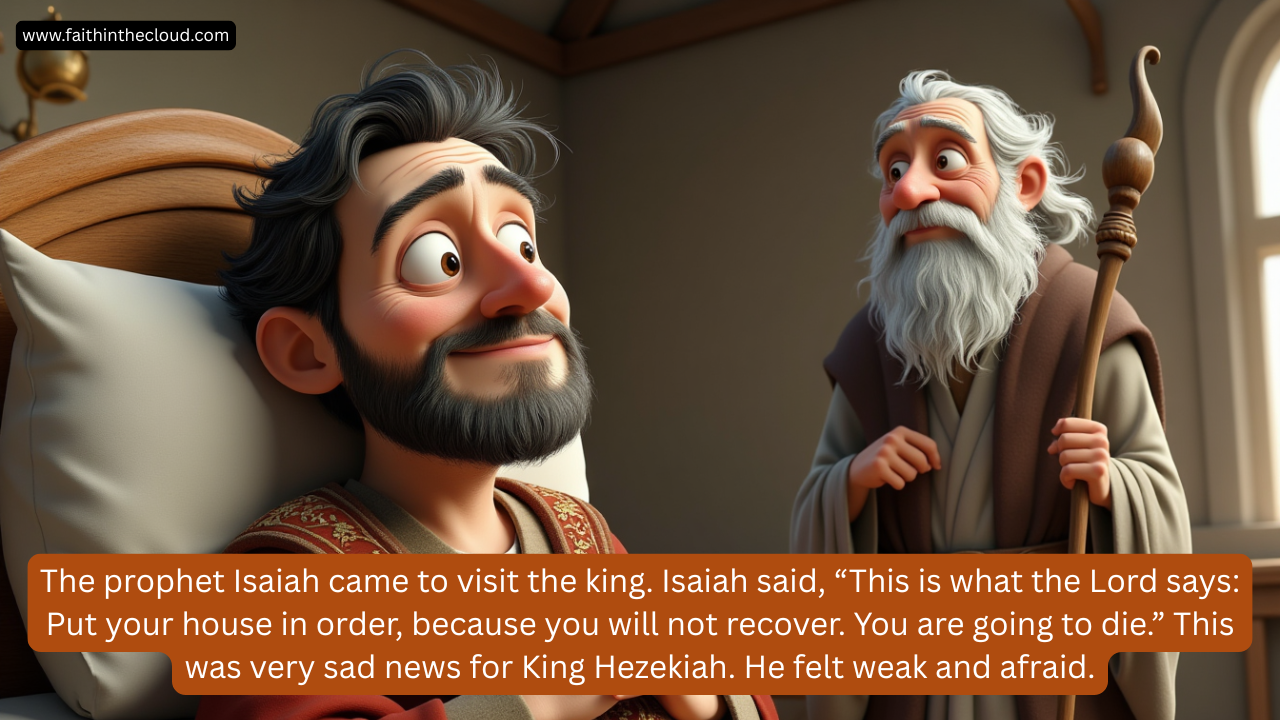 www.faithinthecloud.com
The prophet Isaiah came to visit the king. Isaiah said, “This is what the Lord says:
Put your house in order, because you will not recover. You are going to die.” This
was very sad news for King Hezekiah. He felt weak and afraid.